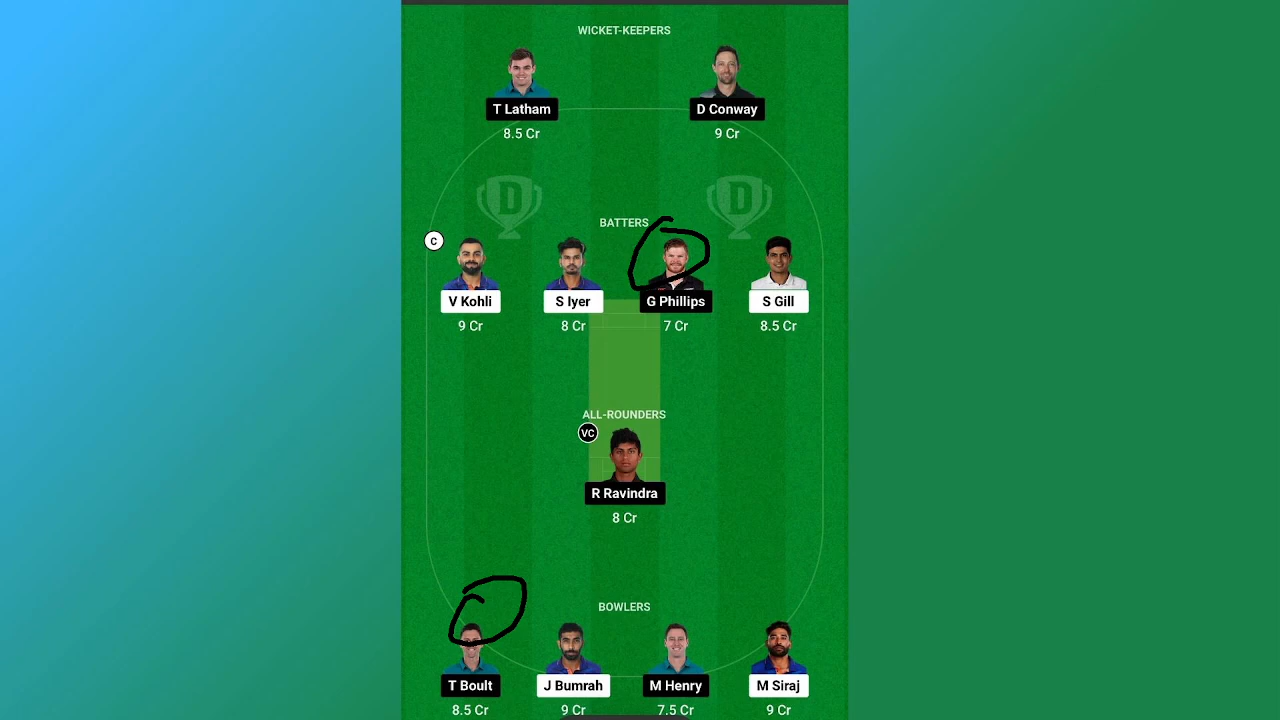 WICKET-KEEPERS
T Latham D Conway
8.5 Cr 9 Cr
D D
BATTERS
C
V Kohli S Iyer G Phillips S Gill
9 Cr 8 Cr 7 Cr 8.5 Cr
ALL-ROUNDERS
VC
R Ravindra
8 Cr
BOWLERS
T Boult J Bumrah M Henry M Siraj
8.5 Cr 9 Cr 7.5 Cr 9 Cr